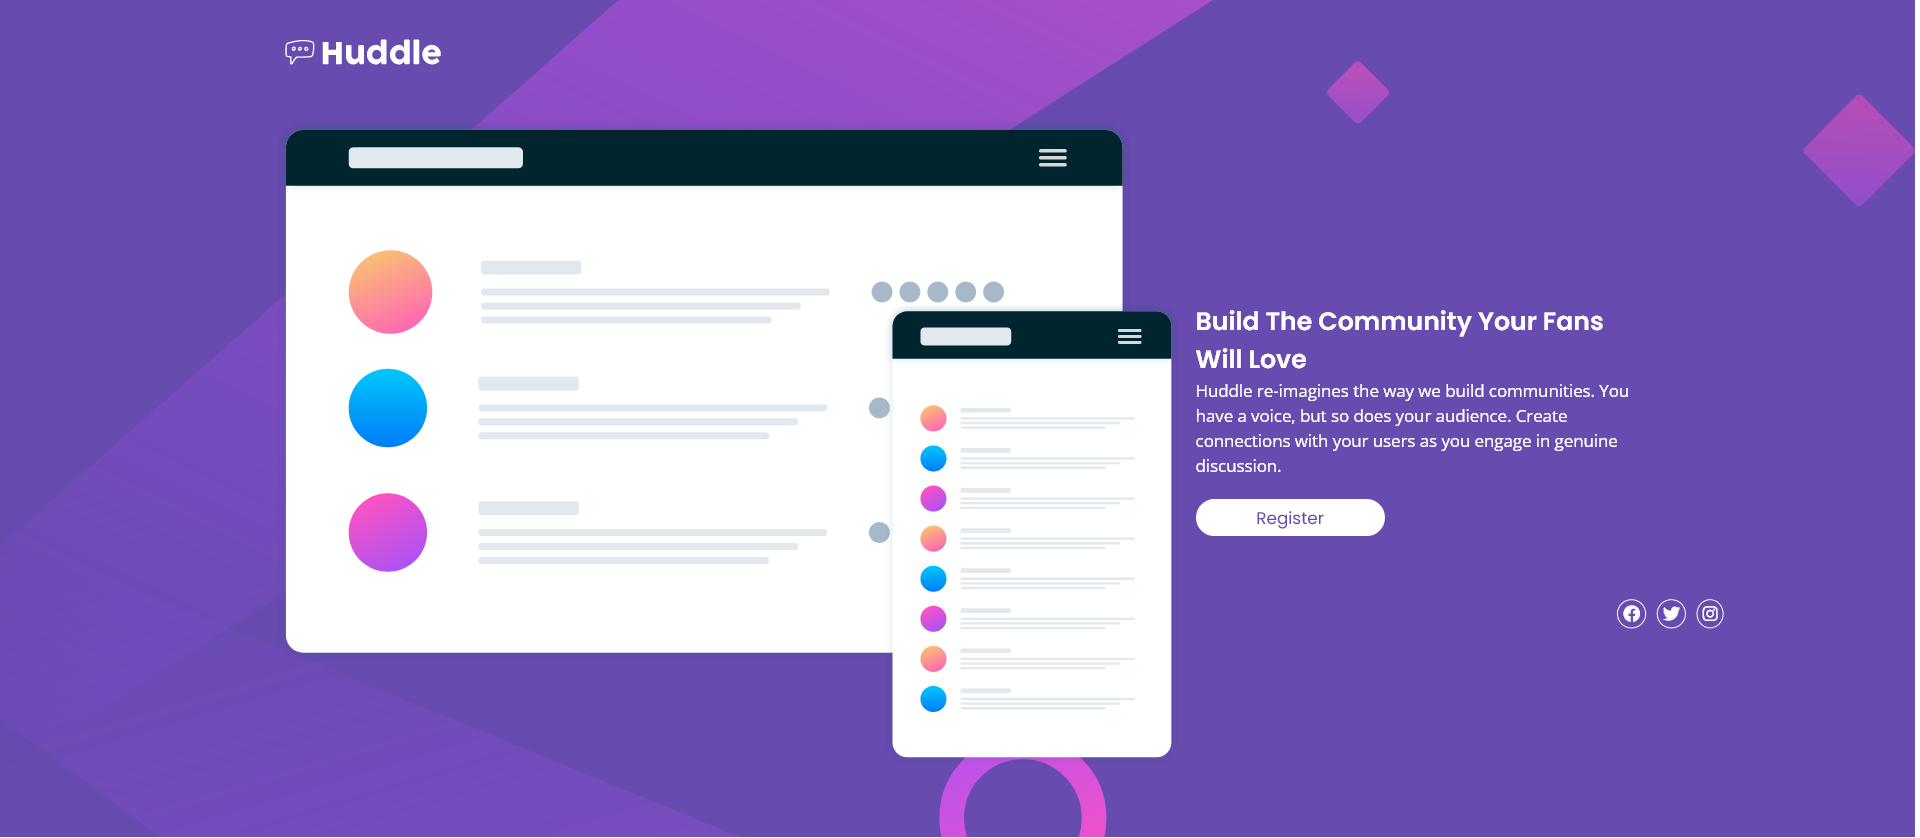 Huddle
Build The Community Your Fans
Will Love
Huddle re-imagines the way we build communities. You
have a voice, but so does your audience. Create
connections with your users as you engage in genuine
discussion.
Register